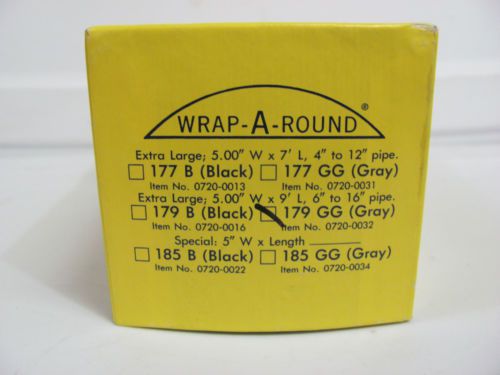 WRAP-A-ROUND®
Extra Large; 5.00" W x 7' L, 4" to 12" pipe.
177 B (Black) 177 GG (Gray)
Item No. 0720-0013 Item No. 0720-0031
Extra Large; 5.00" W x 9' L, 6" to 16" pipe.
179 B (Black) 179 GG (Gray)
Item No. 0720-0016 Item No. 0720-0032
Special: 5" W x Length ________
185 B (Black) 185 GG (Gray)
Item No. 0720-0022 Item No. 0720-0034